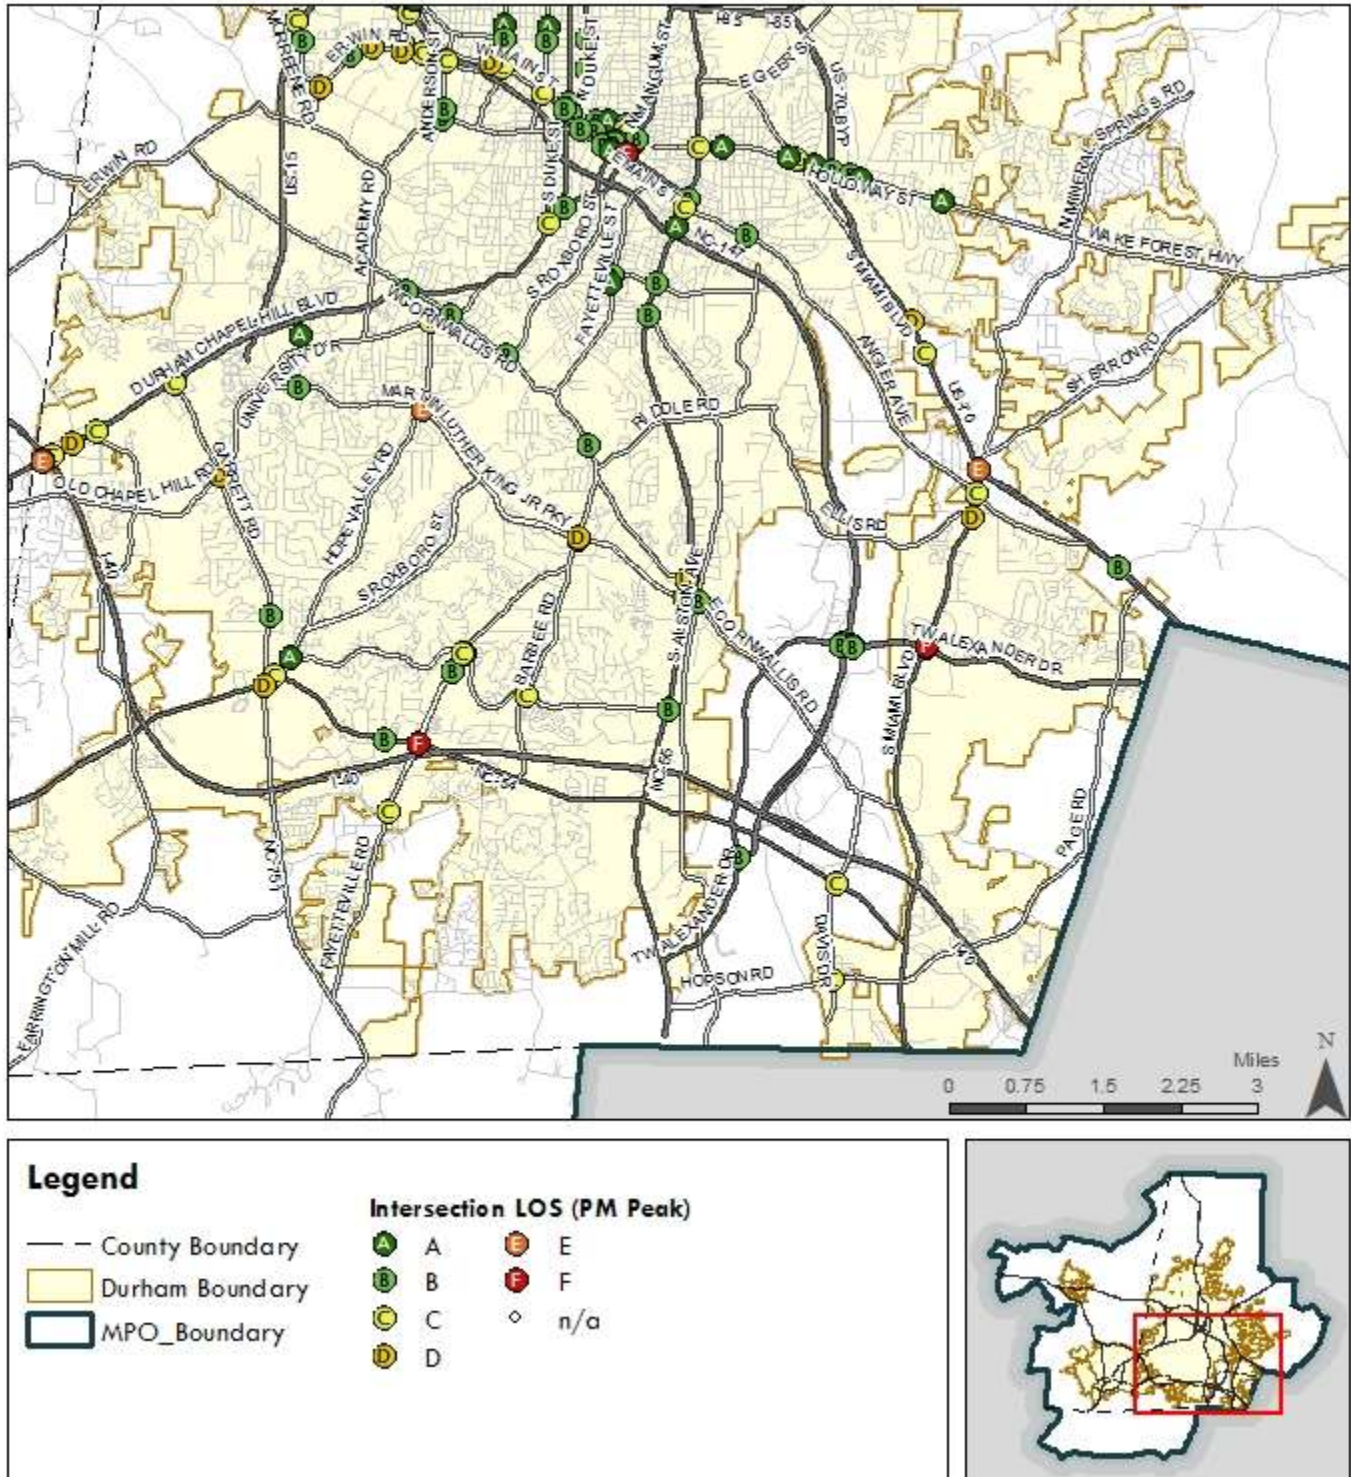 MORREENE RD
ERWIN RD
ANDERSON ST
W MAIN ST
N DUKE ST
N MANGUM ST
I-85
I-85
E GEER S
US-70 BYP
N MINERAL SPRINGS RD
ERWIN RD
US 15
ACADEMY RD
S DUKE ST
E MAIN S
HOLLOWAY ST
WAKE FOREST HWY
NC-147
S ROXBORO ST
FAYETTEVILLE ST
S MIAMI BLVD
DURHAM CHAPEL HILL BLVD
W CORNWALLIS RD
UNIVERSITY DR
ANGIER AVE
US-70
SHERRON RD
RIDDLE RD
MARTIN LUTHER KING JR PKY
OLD CHAPEL HILL RD
GARRETT RD
HOPE VALLEY RD
S ROXBORO ST
ELLIS RD
I-40
BARBEE RD
S ALSTON AVE
E CORNWALLIS RD
TW ALEXANDER DR
S MIAMI BLVD
I-40
NC-54
NC-55
NC-751
FAYETTEVILLE RD
TW ALEXANDER DR
DAVIS DR
PAGE RD
HOPSON RD
I-40
FARRINGTON MILL RD
Miles
0 0.75 1.5 2.25 3
N
Legend
County Boundary
Durham Boundary
MPO_Boundary
Intersection LOS (PM Peak)
A A
B B
C C
D D
E E
F F
n/a